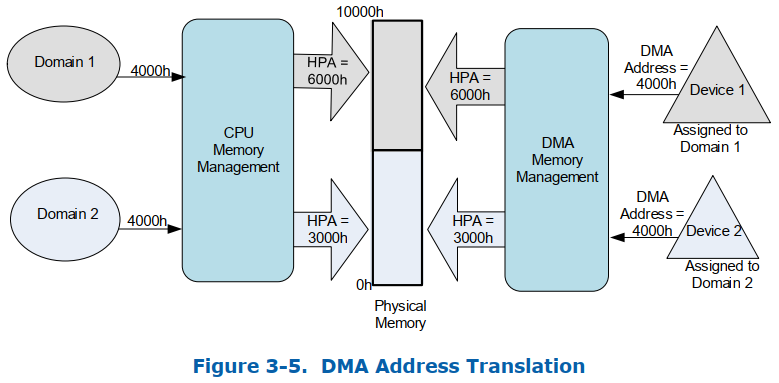 10000h
Domain 1
4000h
HPA =
6000h
HPA =
6000h
DMA
Address =
4000h
Device 1
Assigned to
Domain 1
CPU
Memory
Management
DMA
Memory
Management
Domain 2
4000h
HPA =
3000h
HPA =
3000h
DMA
Address =
4000h
Device 2
Assigned to
Domain 2
0h
Physical
Memory
Figure 3-5.  DMA Address Translation